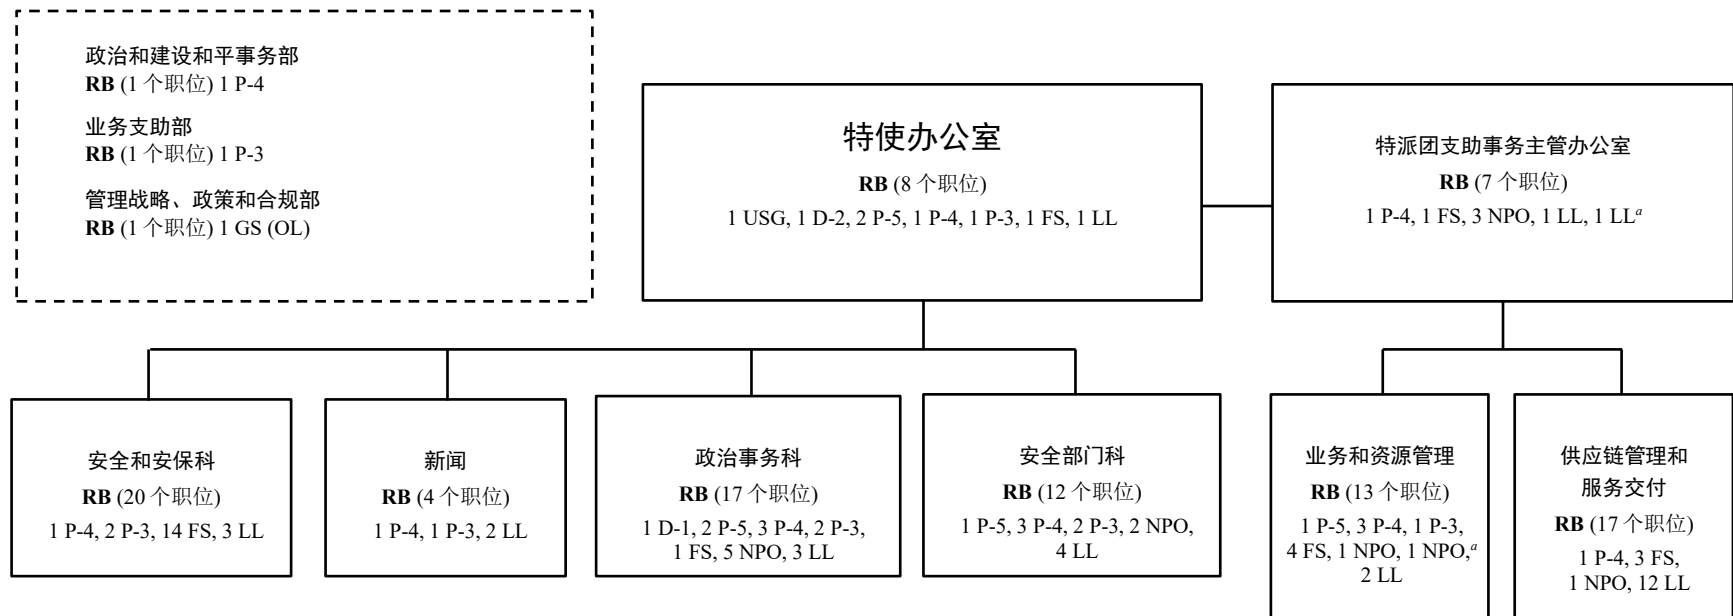 政治和建设和平事务部
RB (1 个职位) 1 P-4
业务支助部
RB (1 个职位) 1 P-3
管理战略、政策和合规部
RB (1 个职位) 1 GS (OL)
特使办公室
RB (8 个职位)
1 USG, 1 D-2, 2 P-5, 1 P-4, 1 P-3, 1 FS, 1 LL
特派团支助事务主管办公室
RB (7 个职位)
1 P-4, 1 FS, 3 NPO, 1 LL, 1 LLa
安全和安保科
RB (20 个职位)
1 P-4, 2 P-3, 14 FS, 3 LL
新闻
RB (4 个职位)
1 P-4, 1 P-3, 2 LL
政治事务科
RB (17 个职位)
1 D-1, 2 P-5, 3 P-4, 2 P-3,
1 FS, 5 NPO, 3 LL
安全部门科
RB (12 个职位)
1 P-5, 3 P-4, 2 P-3, 2 NPO,
4 LL
业务和资源管理
RB (13 个职位)
1 P-5, 3 P-4, 1 P-3,
4 FS, 1 NPO, 1 NPO,a
2 LL
供应链管理和
服务交付
RB (17 个职位)
1 P-4, 3 FS,
1 NPO, 12 LL